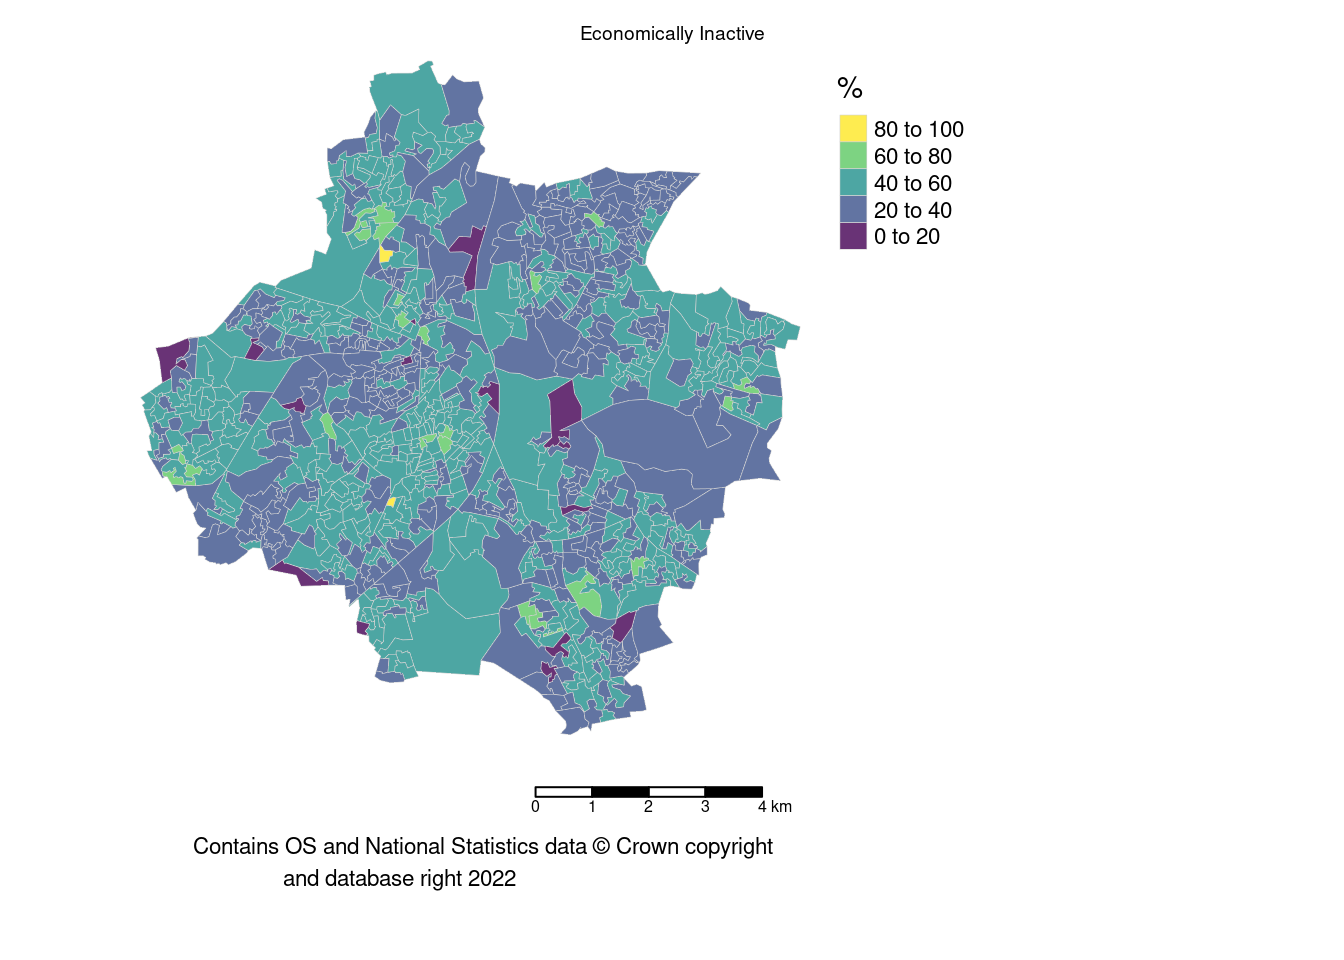 Economically Inactive
%
80 to 100
60 to 80
40 to 60
20 to 40
0 to 20
0 1 2 3 4 km
Contains OS and National Statistics data © Crown copyright
and database right 2022